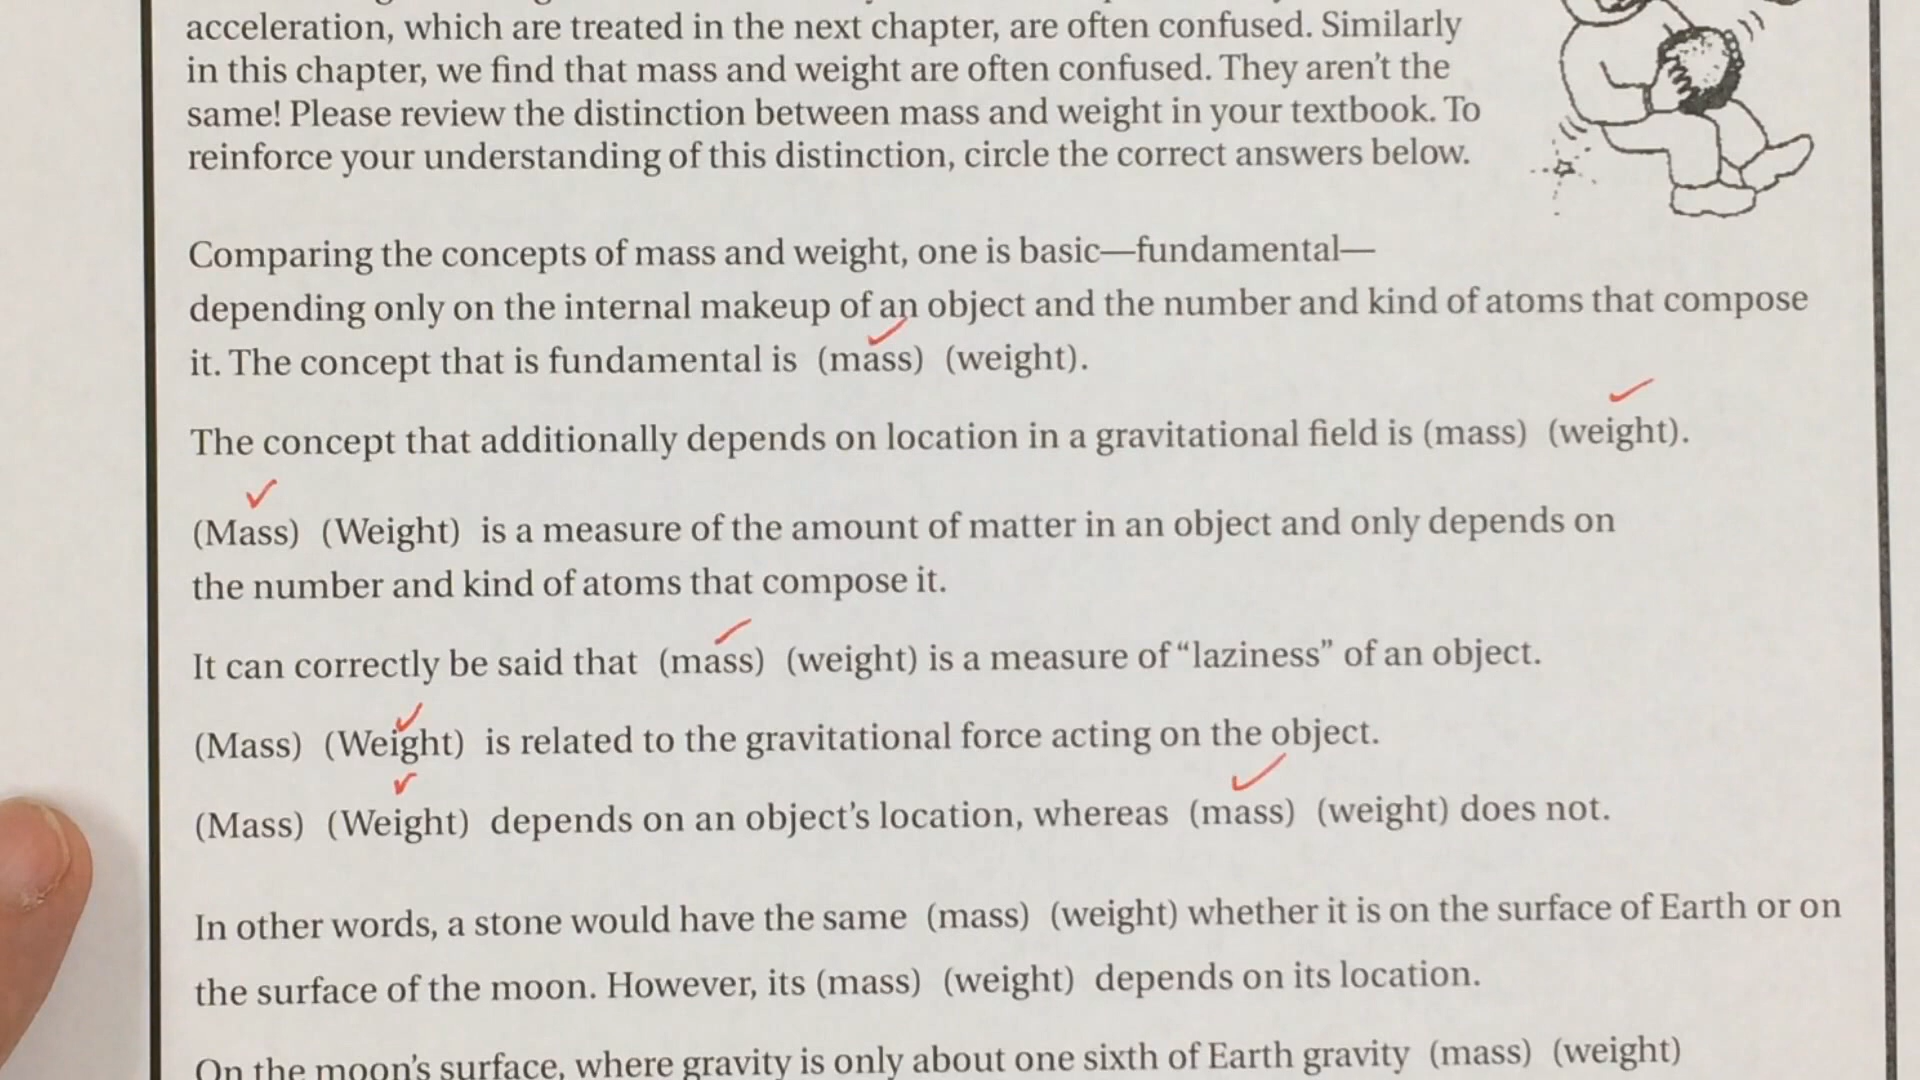 acceleration, which are treated in the next chapter, are often confused. Similarly
in this chapter, we find that mass and weight are often confused. They aren't the
same! Please review the distinction between mass and weight in your textbook. To
reinforce your understanding of this distinction, circle the correct answers below.
Comparing the concepts of mass and weight, one is basic—fundamental—
depending only on the internal makeup of an object and the number and kind of atoms that compose
it. The concept that is fundamental is (mass) (weight).
The concept that additionally depends on location in a gravitational field is (mass) (weight).
(Mass) (Weight) is a measure of the amount of matter in an object and only depends on
the number and kind of atoms that compose it.
It can correctly be said that (mass) (weight) is a measure of “laziness” of an object.
(Mass) (Weight) is related to the gravitational force acting on the object.
(Mass) (Weight) depends on an object's location, whereas (mass) (weight) does not.
In other words, a stone would have the same (mass) (weight) whether it is on the surface of Earth or on
the surface of the moon. However, its (mass) (weight) depends on its location.
On the moon's surface, where gravity is only about one sixth of Earth gravity (mass) (weight)